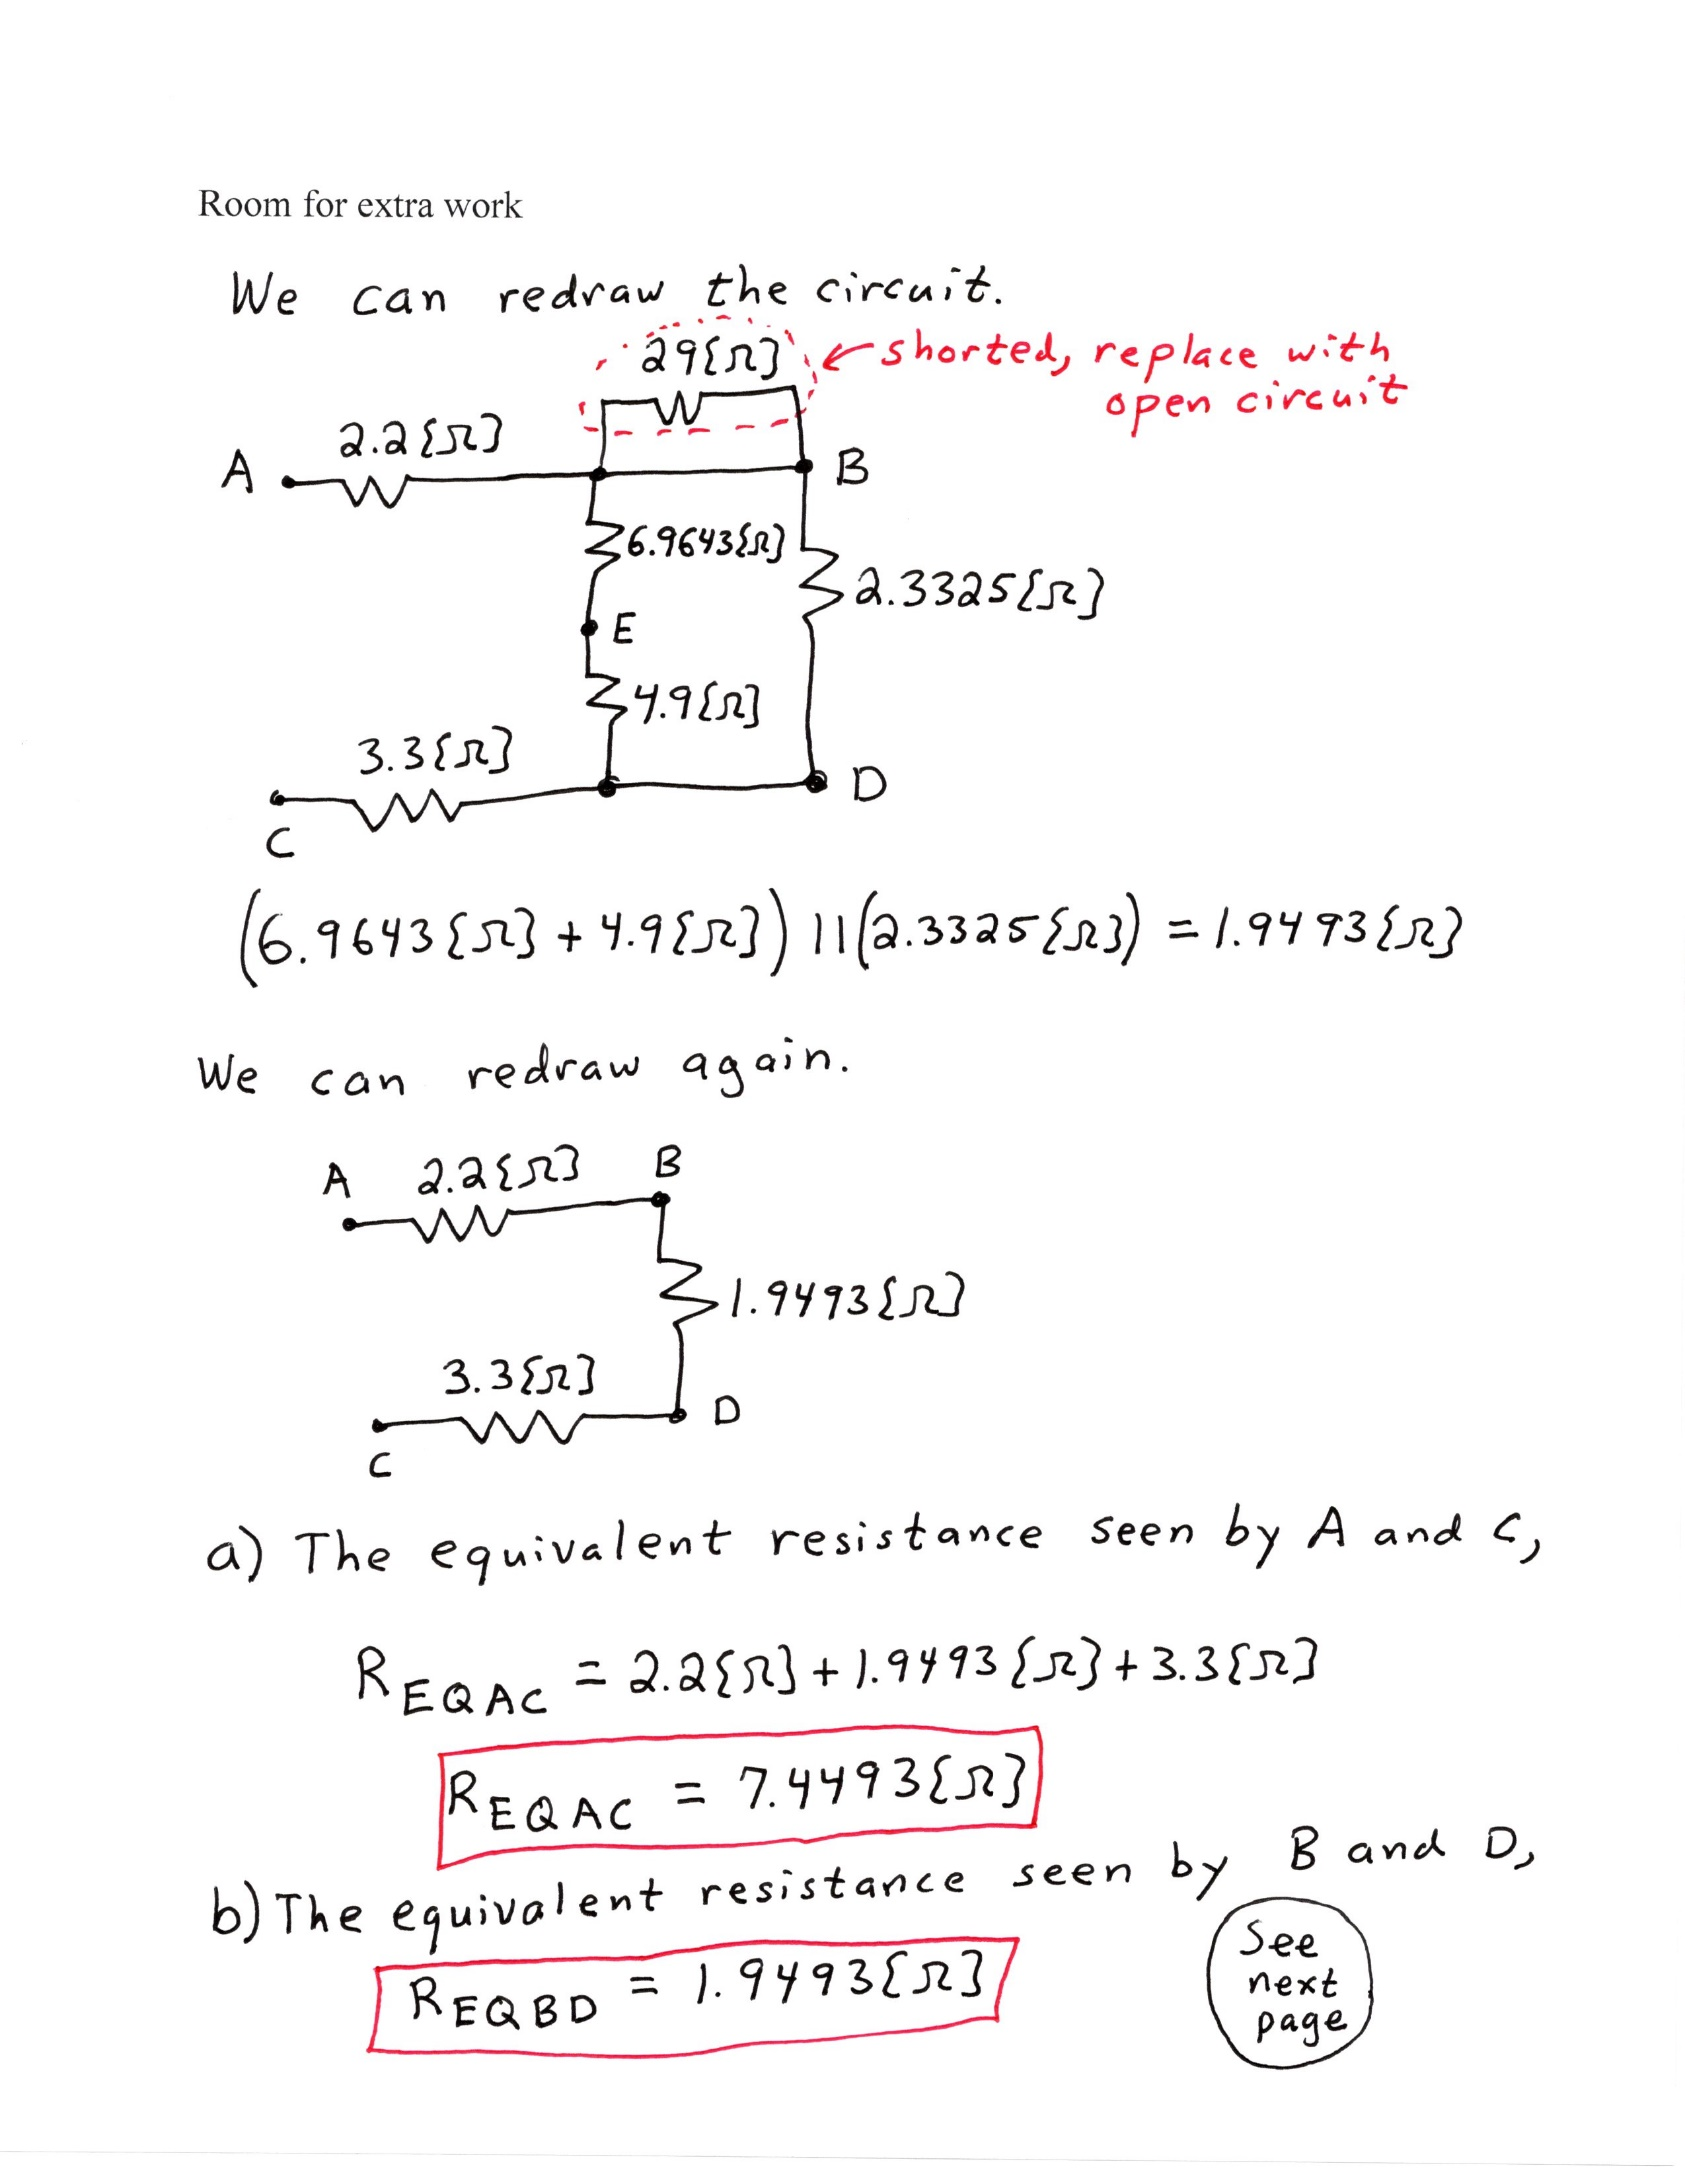 Room for extra work
We can redraw the circuit.
29{Ω}
shorted, replace with
open circuit
2.2{Ω}
A
B
6.9643{Ω}
2.3325{Ω}
E
4.9{Ω}
3.3{Ω}
D
C
(6.9643{Ω} + 4.9{Ω}) || (2.3325{Ω}) = 1.9493{Ω}
We can redraw again.
A 2.2{Ω} B
1.9493{Ω}
3.3{Ω}
D
C
a) The equivalent resistance seen by A and C,
REQAC = 2.2{Ω} + 1.9493{Ω} + 3.3{Ω}
REQAC = 7.4493{Ω}
b) The equivalent resistance seen by B and D,
REQBD = 1.9493{Ω}
See
next
page